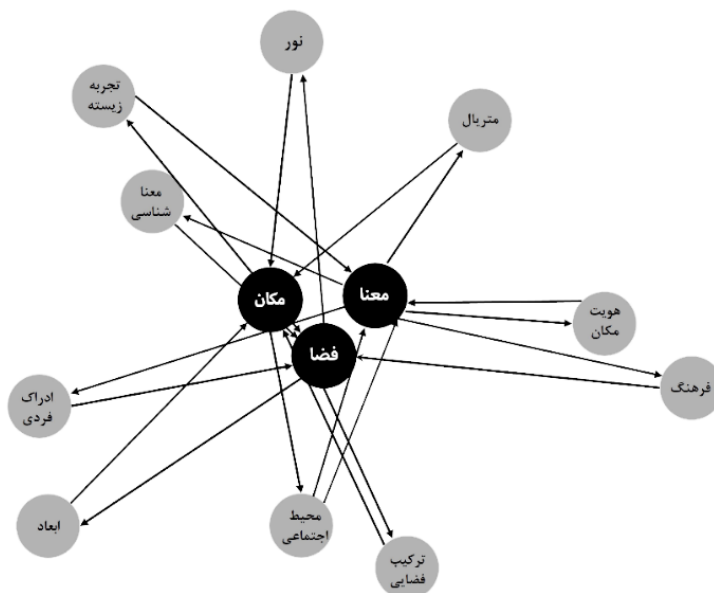 نور
تجربه
زیسته
متریال
معنا
شناسی
مکان
معنا
هویت
مکان
فضا
فرهنگ
ادراک
فردی
ابعاد
محیط
اجتماعی
ترکیب
فضایی